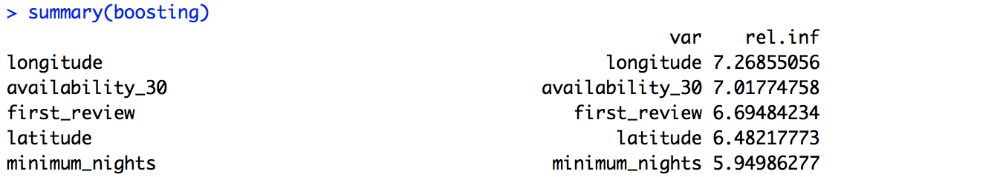 > summary(boosting)
var rel.inf
longitude longitude 7.26855056
availability_30 availability_30 7.01774758
first_review first_review 6.69484234
latitude latitude 6.48217773
minimum_nights minimum_nights 5.94986277